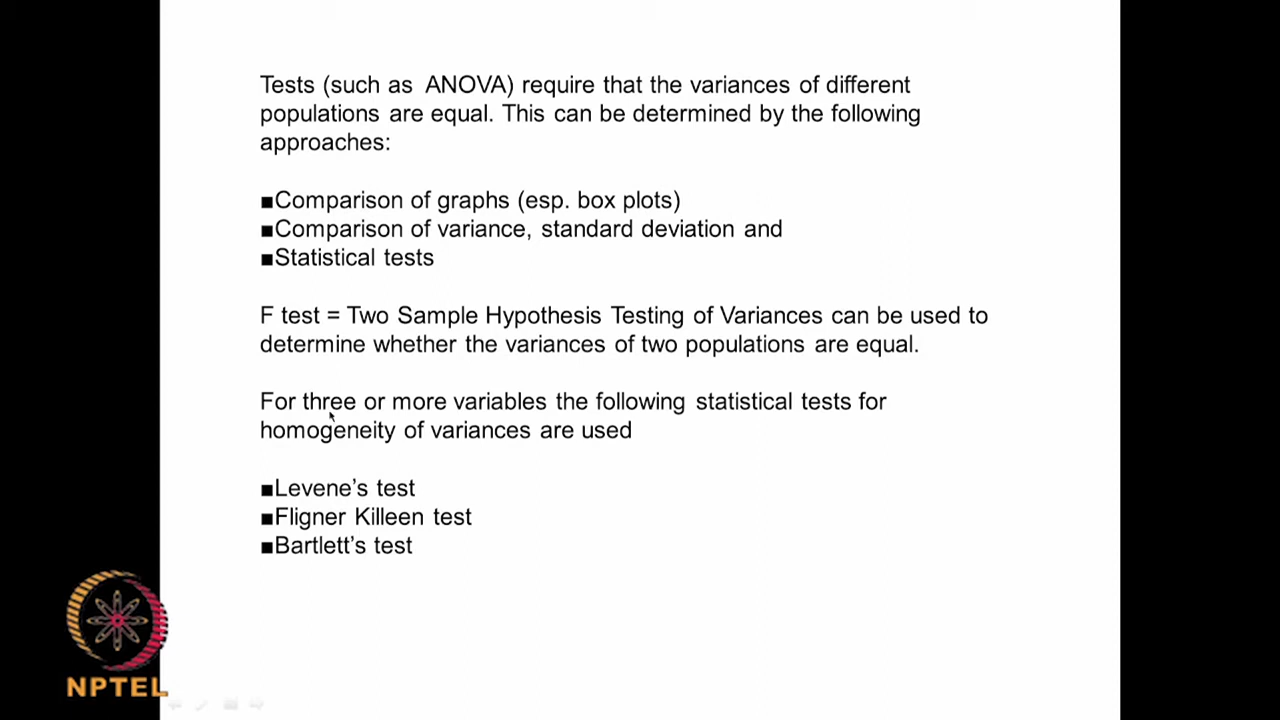 Tests (such as ANOVA) require that the variances of different
populations are equal. This can be determined by the following
approaches:
■Comparison of graphs (esp. box plots)
■Comparison of variance, standard deviation and
■Statistical tests
F test = Two Sample Hypothesis Testing of Variances can be used to
determine whether the variances of two populations are equal.
For three or more variables the following statistical tests for
homogeneity of variances are used
■Levene’s test
■Fligner Killeen test
■Bartlett’s test
NPTEL